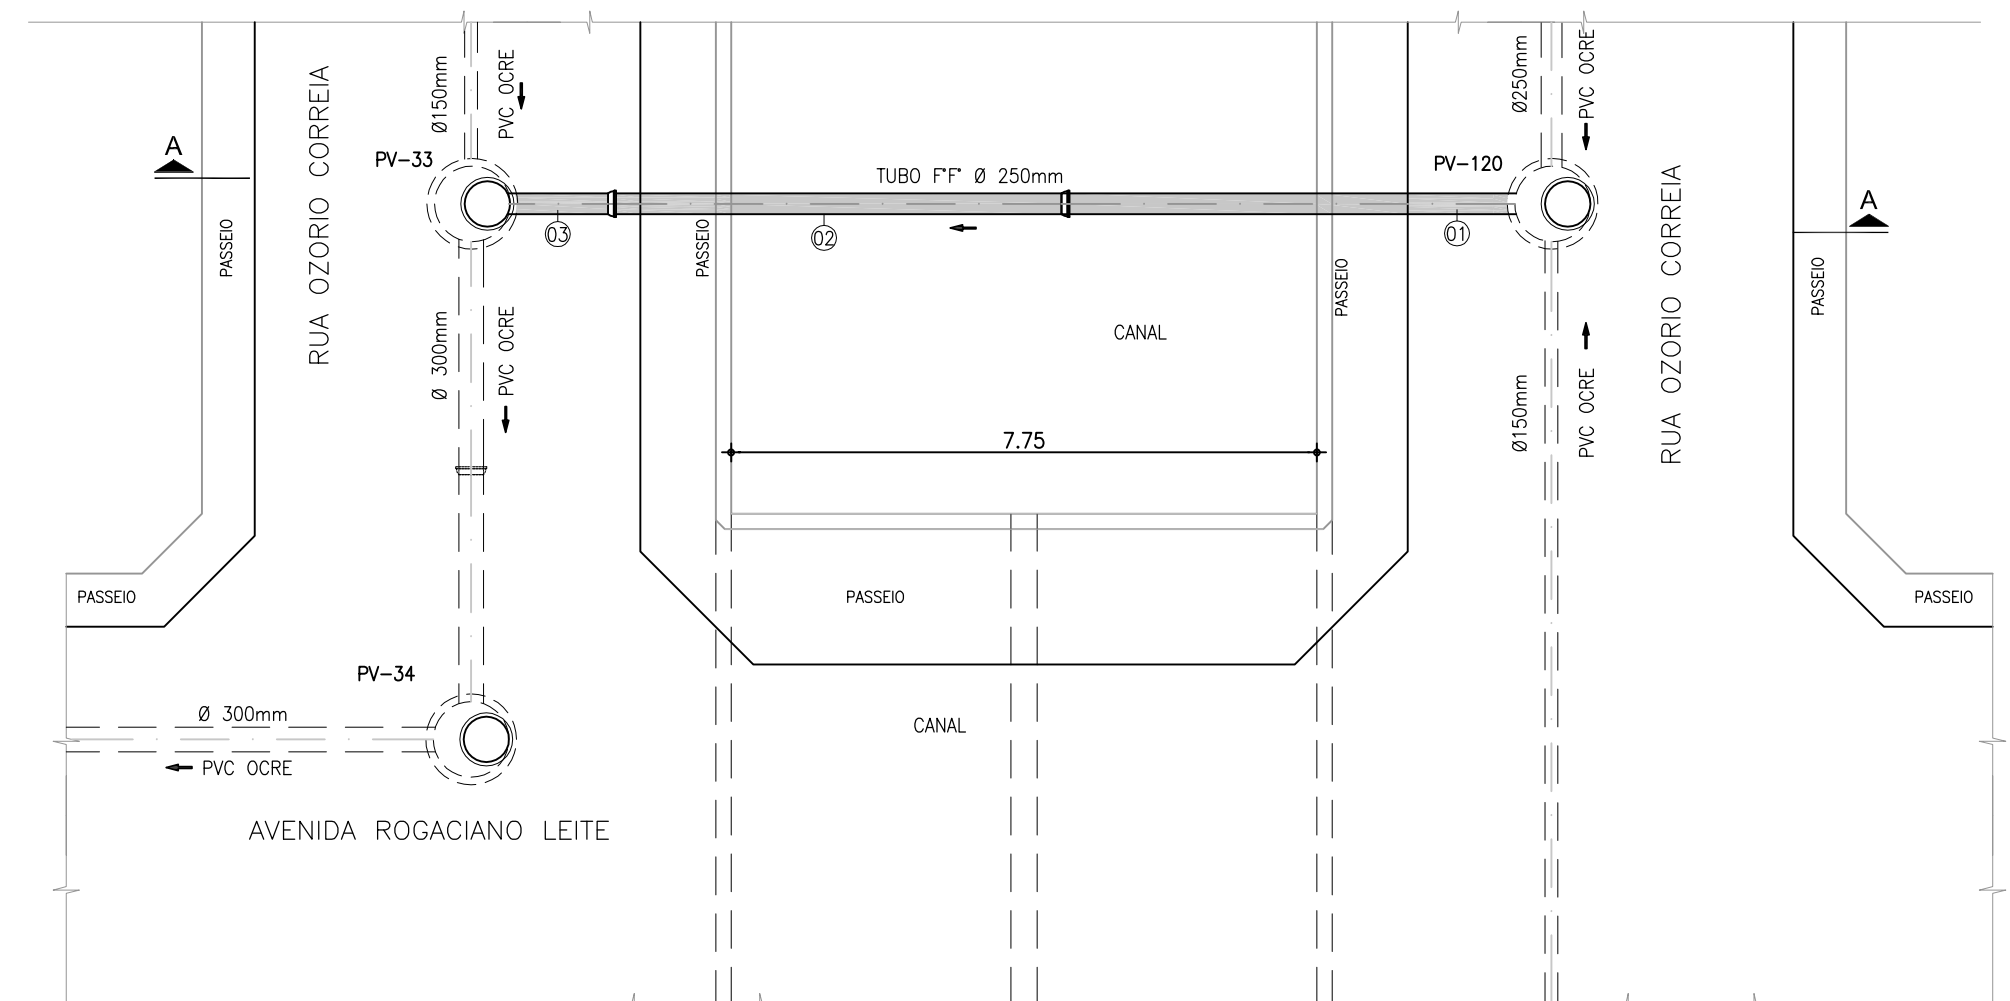 Ø150mm
PVC OCRE
RUA OZORIO CORREIA
A
PV-33
PASSEIO
TUBO F°F° Ø 250mm
03
02
01
PV-120
Ø250mm
PVC OCRE
RUA OZORIO CORREIA
A
PASSEIO
PASSEIO
PASSEIO
CANAL
Ø 300mm
PVC OCRE
7.75
Ø150mm
PVC OCRE
PASSEIO
PASSEIO
PASSEIO
PV-34
Ø 300mm
PVC OCRE
CANAL
AVENIDA ROGACIANO LEITE